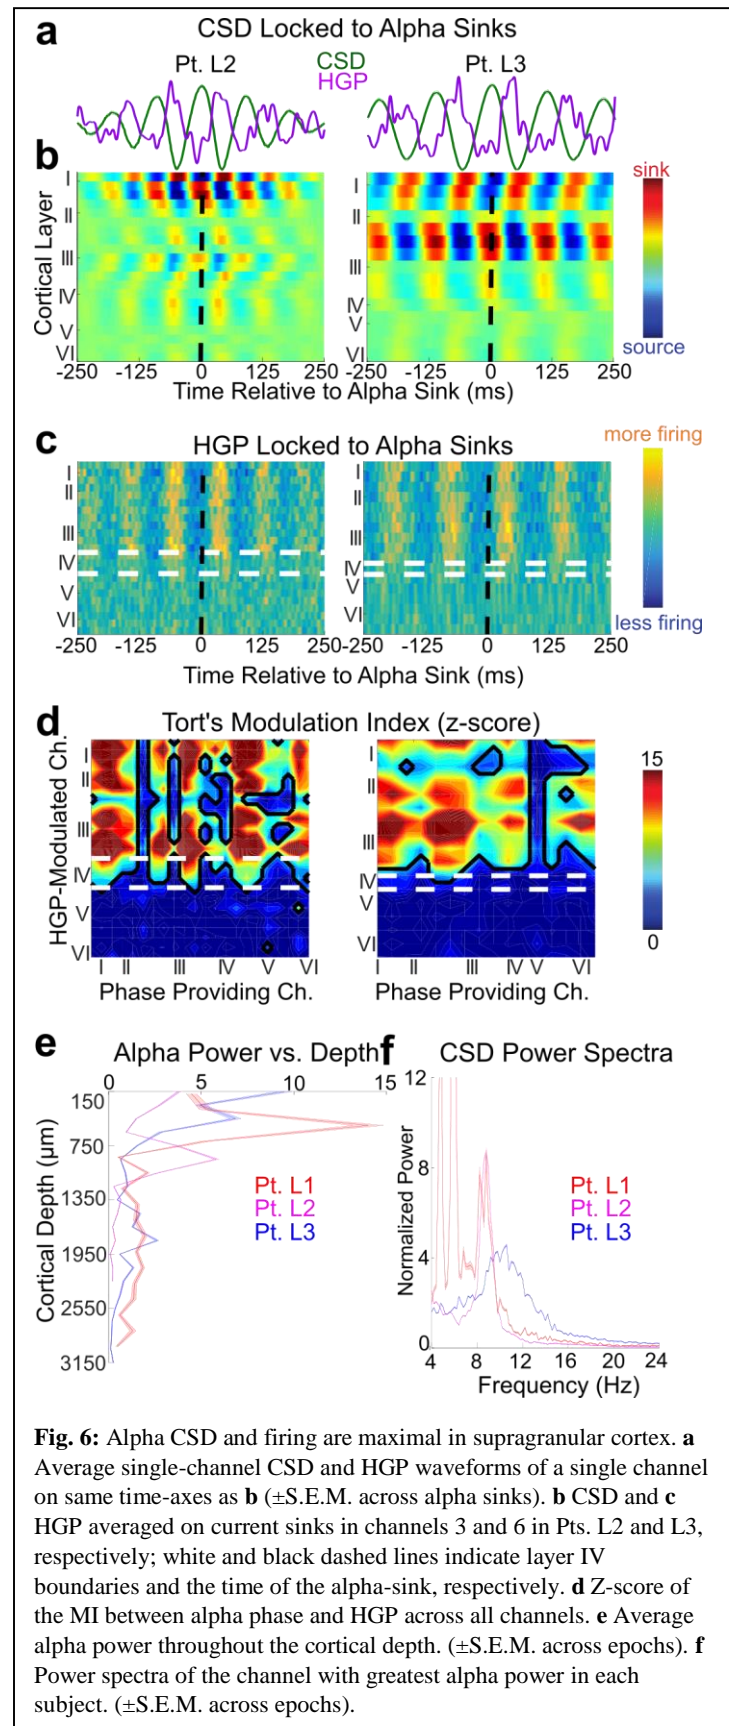 a CSD Locked to Alpha Sinks
Pt. L2 CSD Pt. L3
HGP
b
sink
I I
II II
III III
IV IV
V V
VI VI
Cortical Layer
source
-250 -125 0 125 250 -250 -125 0 125 250
Time Relative to Alpha Sink (ms)
c HGP Locked to Alpha Sinks
more firing
I I
II II
III III
IV IV
V V
VI VI
less firing
-250 -125 0 125 250 -250 -125 0 125 250
Time Relative to Alpha Sink (ms)
d Tort's Modulation Index (z-score)
HGP-Modulated Ch.
15
I I
II II
III III
IV IV
V V
VI VI
0
I II III IV V VI I II III IV V VI
Phase Providing Ch. Phase Providing Ch.
e Alpha Power vs. Depth
0 5 10 15
150
750
1350
1950
2550
3150
Cortical Depth (µm)
Pt. L1
Pt. L2
Pt. L3
f CSD Power Spectra
12
8
4
0
Normalized Power
Pt. L1
Pt. L2
Pt. L3
4 8 12 16 20 24
Frequency (Hz)
Fig. 6: Alpha CSD and firing are maximal in supragranular cortex. a
Average single-channel CSD and HGP waveforms of a single channel
on same time-axes as b (±S.E.M. across alpha sinks). b CSD and c
HGP averaged on current sinks in channels 3 and 6 in Pts. L2 and L3,
respectively; white and black dashed lines indicate layer IV
boundaries and the time of the alpha-sink, respectively. d Z-score of
the MI between alpha phase and HGP across all channels. e Average
alpha power throughout the cortical depth. (±S.E.M. across epochs). f
Power spectra of the channel with greatest alpha power in each
subject. (±S.E.M. across epochs).